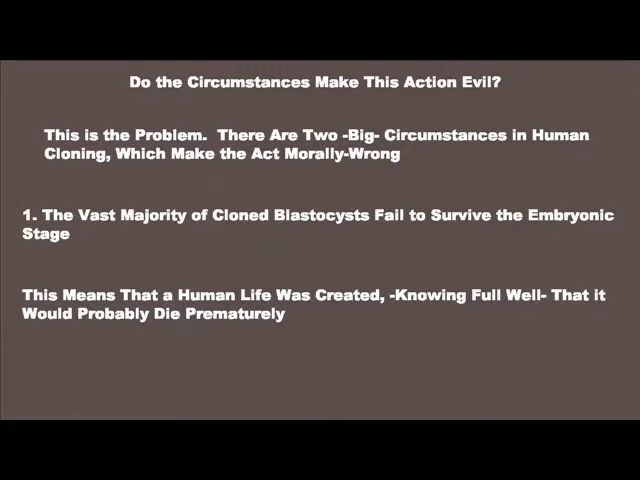 Do the Circumstances Make This Action Evil?
This is the Problem.  There Are Two -Big- Circumstances in Human
Cloning, Which Make the Act Morally-Wrong
1. The Vast Majority of Cloned Blastocysts Fail to Survive the Embryonic
Stage
This Means That a Human Life Was Created, -Knowing Full Well- That it
Would Probably Die Prematurely